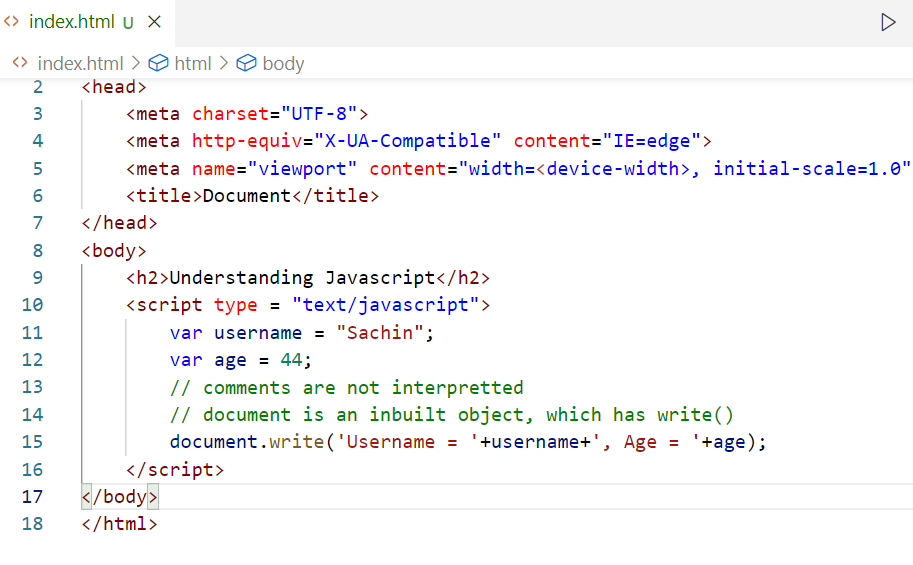 <> index.html U ×
<> index.html > html > body
2 <head>
3     <meta charset="UTF-8">
4     <meta http-equiv="X-UA-Compatible" content="IE=edge">
5     <meta name="viewport" content="width=<device-width>, initial-scale=1.0"
6     <title>Document</title>
7 </head>
8 <body>
9     <h2>Understanding Javascript</h2>
10     <script type = "text/javascript">
11         var username = "Sachin";
12         var age = 44;
13         // comments are not interpretted
14         // document is an inbuilt object, which has write()
15         document.write('Username = '+username+', Age = '+age);
16     </script>
17 </body>
18 </html>